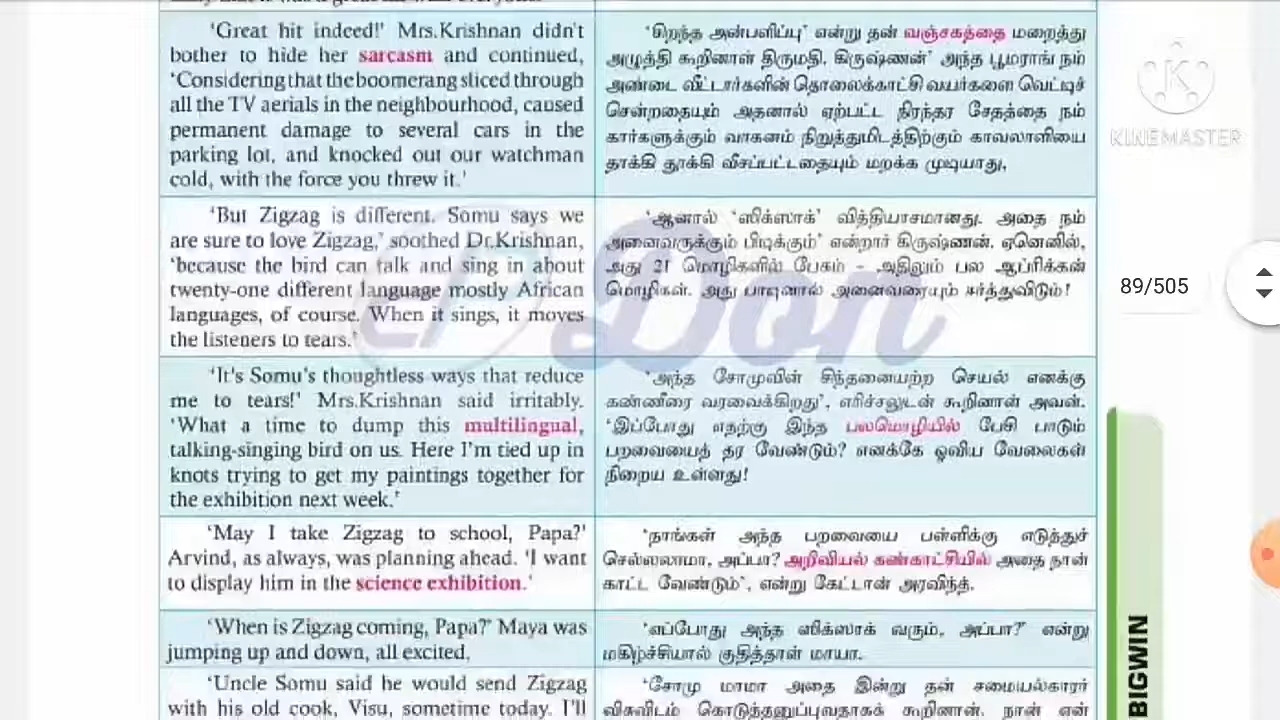 'Great hit indeed!' Mrs.Krishnan didn't
bother to hide her sarcasm and continued,
'Considering that the boomerang sliced through
all the TV aerials in the neighbourhood, caused
permanent damage to several cars in the
parking lot, and knocked out our watchman
cold, with the force you threw it.'
'சிறந்த அன்பளிப்பு' என்று தன் வஞ்சகத்தை மறைத்து
அழுத்தி கூறினாள் திருமதி. கிருஷ்ணன்' அந்த பூமராங் நம்
அண்டை வீட்டார்களின் தொலைக்காட்சி வயர்களை வெட்டிச்
சென்றதையும் அதனால் ஏற்பட்ட நிரந்தர சேதத்தை நம்
கார்களுக்கும் வாகனம் நிறுத்துமிடத்திற்கும் காவலாளியை
தாக்கி தூக்கி வீசப்பட்டதையும் மறக்க முடியாது.
'But Zigzag is different. Somu says we
are sure to love Zigzag,' soothed Dr.Krishnan,
'because the bird can talk and sing in about
twenty-one different language mostly African
languages, of course. When it sings, it moves
the listeners to tears.'
'ஆனால் 'ஸிக்ஸாக்' வித்தியாசமானது. அதை நம்
அனைவருக்கும் பிடிக்கும்' என்றார் கிருஷ்ணன். ஏனெனில்,
அது 21 மொழிகளில் பேசும் - அதிலும் பல ஆப்ரிக்கன்
மொழிகள். அது பாடினால் அனைவரையும் ஈர்த்துவிடும்!
'It's Somu's thoughtless ways that reduce
me to tears!' Mrs.Krishnan said irritably.
'What a time to dump this multilingual,
talking-singing bird on us. Here I'm tied up in
knots trying to get my paintings together for
the exhibition next week.'
'அந்த சோமுவின் சிந்தனையற்ற செயல் எனக்கு
கண்ணீரை வரவைக்கிறது', எரிச்சலுடன் கூறினாள் அவள்.
'இப்போது எதற்கு இந்த பலமொழியில் பேசி பாடும்
பறவையைத் தர வேண்டும்? எனக்கே ஓவிய வேலைகள்
நிறைய உள்ளது!
'May I take Zigzag to school, Papa?'
Arvind, as always, was planning ahead. 'I want
to display him in the science exhibition.'
'நாங்கள் அந்த பறவையை பள்ளிக்கு எடுத்துச்
செல்லலாமா, அப்பா? அறிவியல் கண்காட்சியில் அதை நான்
காட்ட வேண்டும்', என்று கேட்டான் அரவிந்த்.
'When is Zigzag coming, Papa?' Maya was
jumping up and down, all excited,
'எப்போது அந்த ஸிக்ஸாக் வரும், அப்பா?' என்று
மகிழ்ச்சியால் குதித்தாள் மாயா.
'Uncle Somu said he would send Zigzag
with his old cook, Visu, sometime today. I'll
'சோமு மாமா அதை இன்று தன் சமையல்காரர்
விசுவிடம் கொடுத்தனுப்புவதாகக் கூறினான். நான் என்
Don
KINEMASTER
89/505
BIGWIN